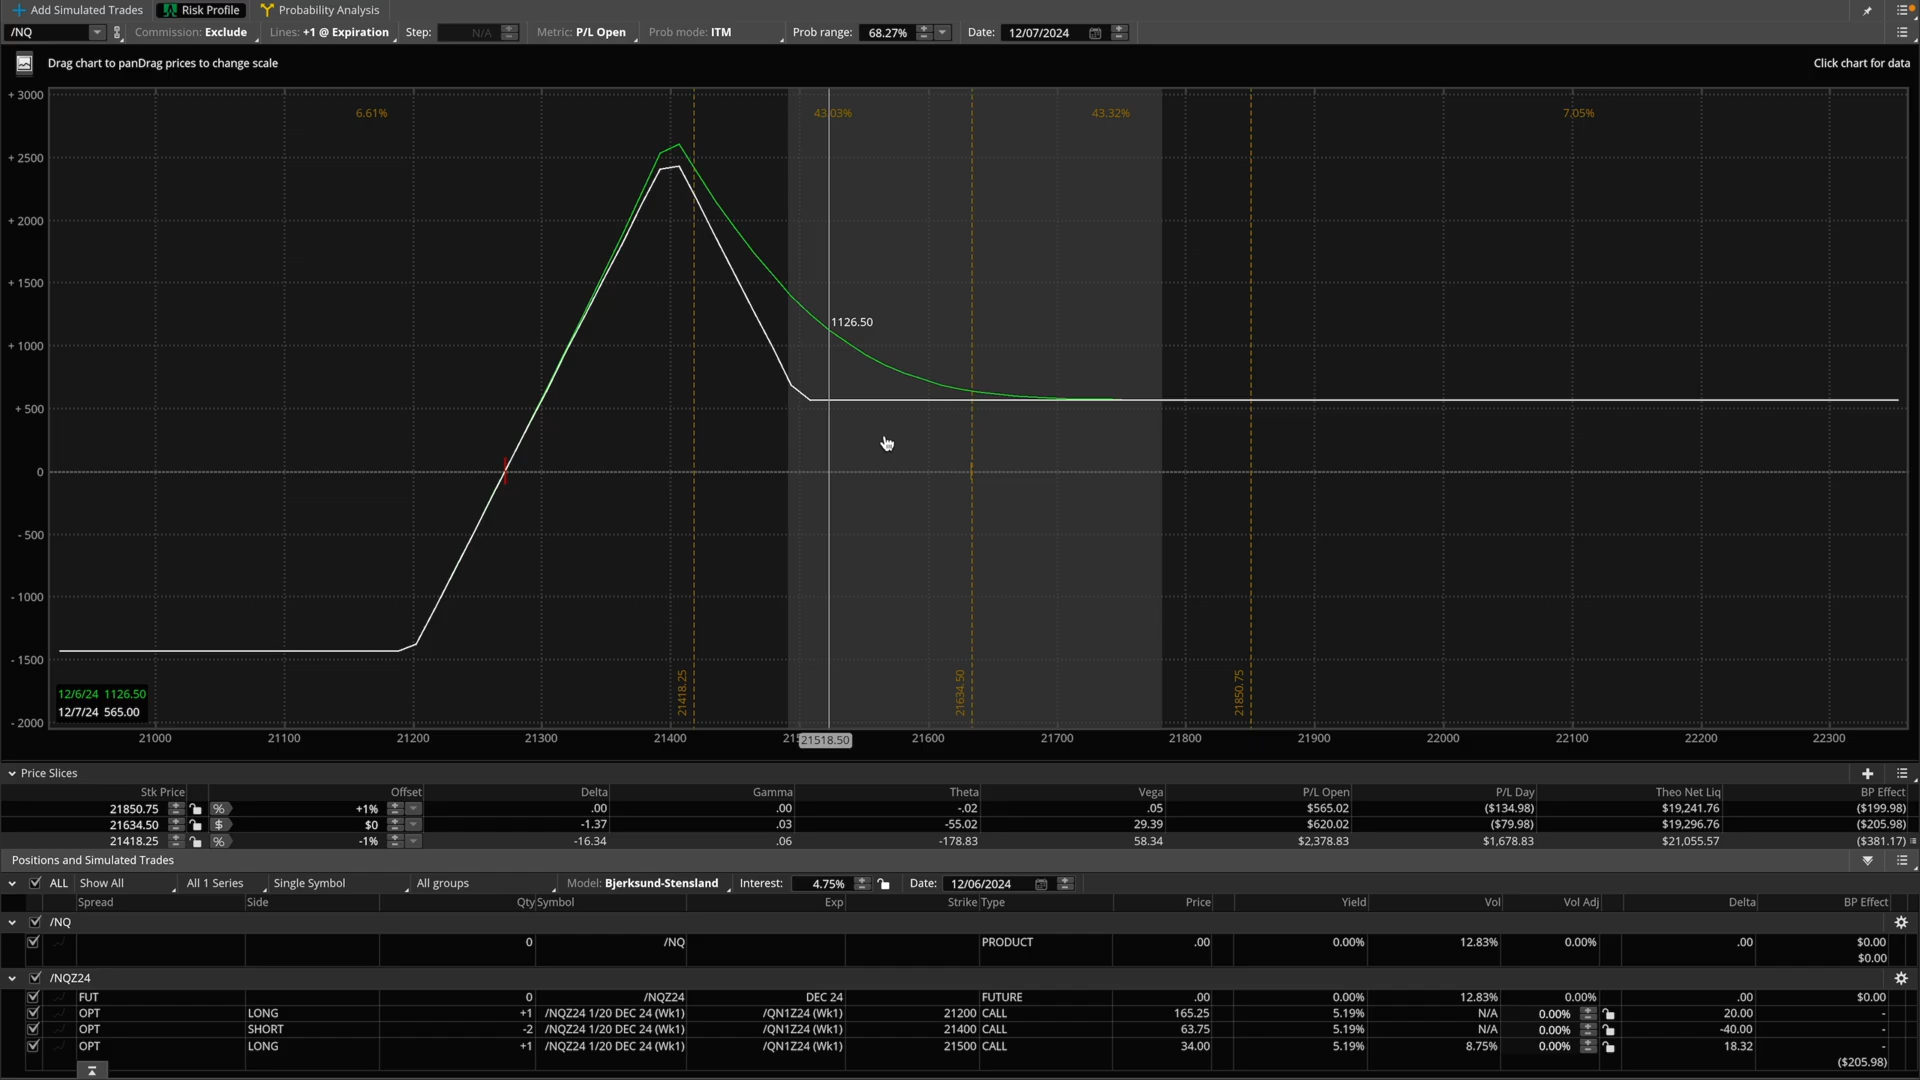 Add Simulated Trades Risk Profile Probability Analysis
/NQ Commission: Exclude Lines: +1 @ Expiration Step: N/A Metric: P/L Open Prob mode: ITM Prob range: 68.27% Date: 12/07/2024
Drag chart to panDrag prices to change scale Click chart for data
+ 3000
6.61% 43.03% 43.32% 7.05%
+ 2500
+ 2000
+ 1500
1126.50
+ 1000
+ 500
0
- 500
- 1000
- 1500
21418.25 21634.50 21850.75
12/6/24 1126.50
12/7/24 565.00
- 2000
21000 21100 21200 21300 21400 21518.50 21600 21700 21800 21900 22000 22100 22200 22300
Price Slices
Stk Price Offset Delta Gamma Theta Vega P/L Open P/L Day Theo Net Liq BP Effect
21850.75 % +1% .00 .00 -.02 .05 $565.02 ($134.98) $19,241.76 ($199.98)
21634.50 $ $0 -1.37 .03 -55.02 29.39 $620.02 ($79.98) $19,296.76 ($205.98)
21418.25 % -1% -16.34 .06 -178.83 58.34 $2,378.83 $1,678.83 $21,055.57 ($381.17)
Positions and Simulated Trades
ALL Show All All 1 Series Single Symbol All groups Model: Bjerksund-Stensland Interest: 4.75% Date: 12/06/2024
Spread Side Qty Symbol Exp Strike Type Price Yield Vol Vol Adj Delta BP Effect
/NQ
0 /NQ PRODUCT .00 0.00% 12.83% 0.00% .00 $0.00
$0.00
/NQZ24
FUT 0 /NQZ24 DEC 24 FUTURE .00 0.00% 12.83% 0.00% .00 $0.00
OPT LONG +1 /NQZ24 1/20 DEC 24 (Wk1) /QN1Z24 (Wk1) 21200 CALL 165.25 5.19% N/A 0.00% 20.00 -
OPT SHORT -2 /NQZ24 1/20 DEC 24 (Wk1) /QN1Z24 (Wk1) 21400 CALL 63.75 5.19% N/A 0.00% -40.00 -
OPT LONG +1 /NQZ24 1/20 DEC 24 (Wk1) /QN1Z24 (Wk1) 21500 CALL 34.00 5.19% 8.75% 0.00% 18.32 -
($205.98)